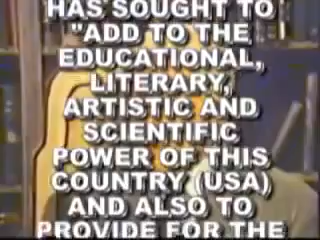 HAS SOUGHT TO
"ADD TO THE
EDUCATIONAL,
LITERARY,
ARTISTIC AND
SCIENTIFIC
POWER OF THIS
COUNTRY (USA)
AND ALSO TO
PROVIDE FOR THE